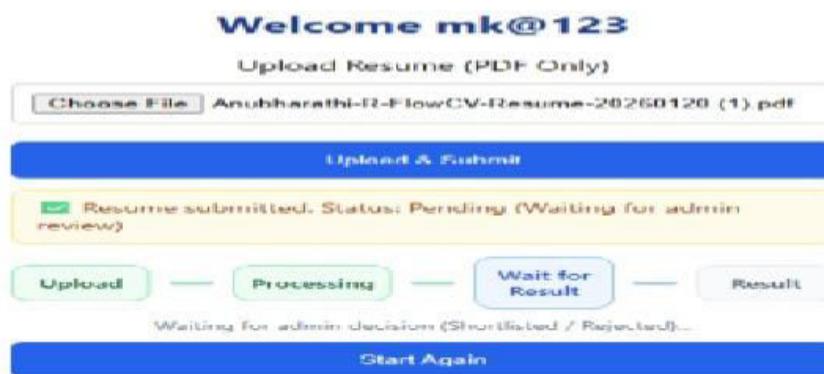 Welcome mk@123
Upload Resume (PDF Only)
Choose File Anubharathi-R-FlowCV-Resume-20260120 (1).pdf
Upload & Submit
✅ Resume submitted. Status: Pending (Waiting for admin
review)
Upload Processing Wait for Result Result
Waiting for admin decision (Shortlisted / Rejected)...
Start Again